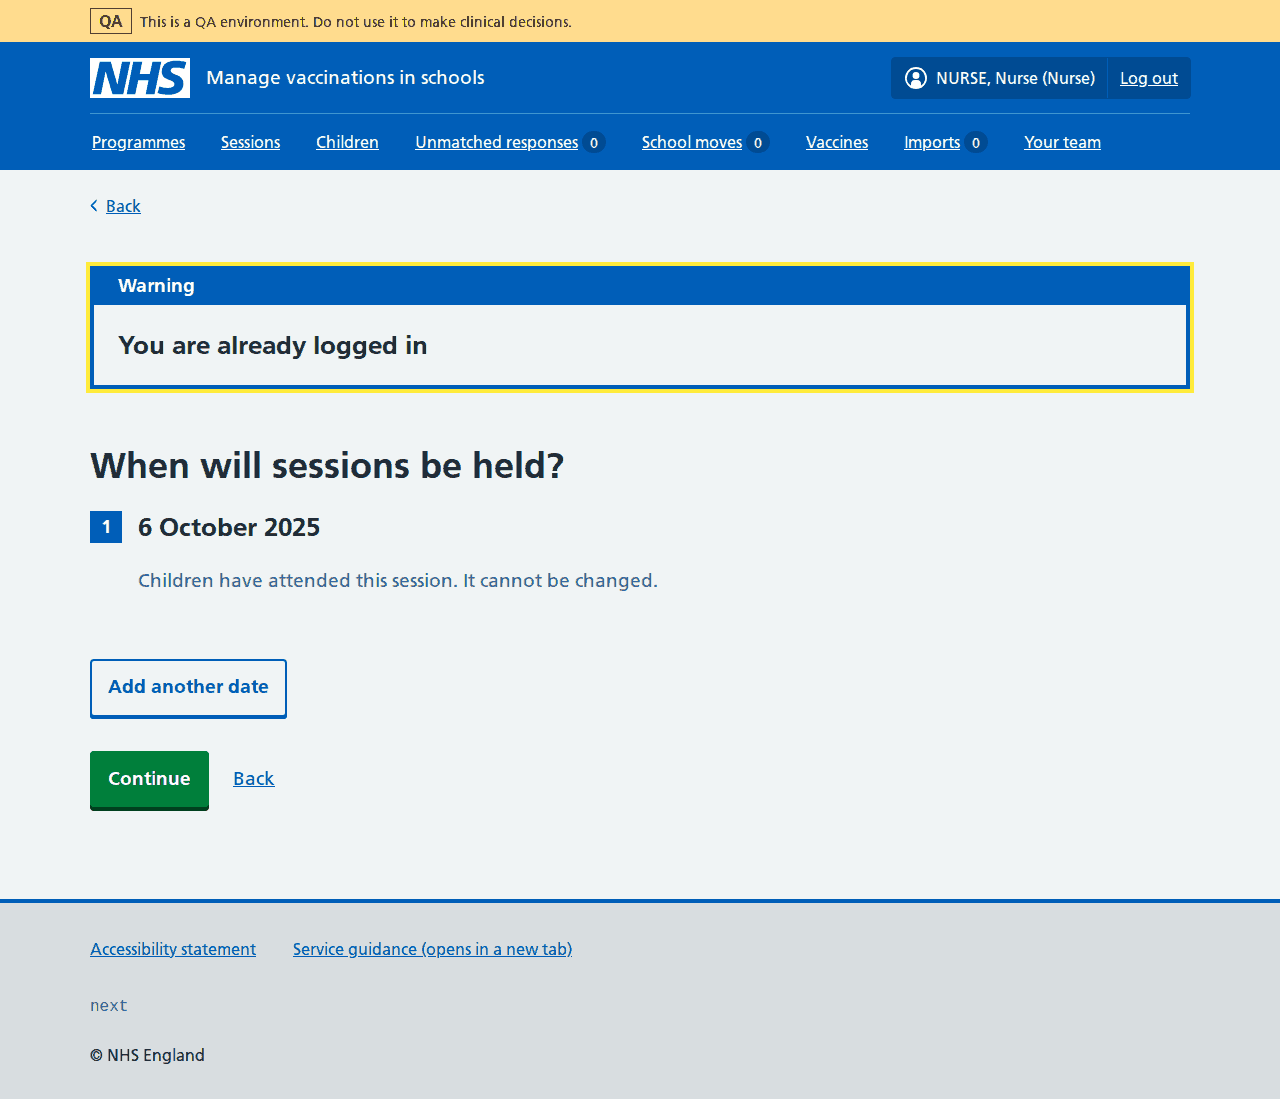 QA This is a QA environment. Do not use it to make clinical decisions.
NHS Manage vaccinations in schools NURSE, Nurse (Nurse) Log out
Programmes Sessions Children Unmatched responses 0 School moves 0 Vaccines Imports 0 Your team
Back
Warning
You are already logged in
When will sessions be held?
1 6 October 2025
Children have attended this session. It cannot be changed.
Add another date
Continue Back
Accessibility statement Service guidance (opens in a new tab)
next
© NHS England